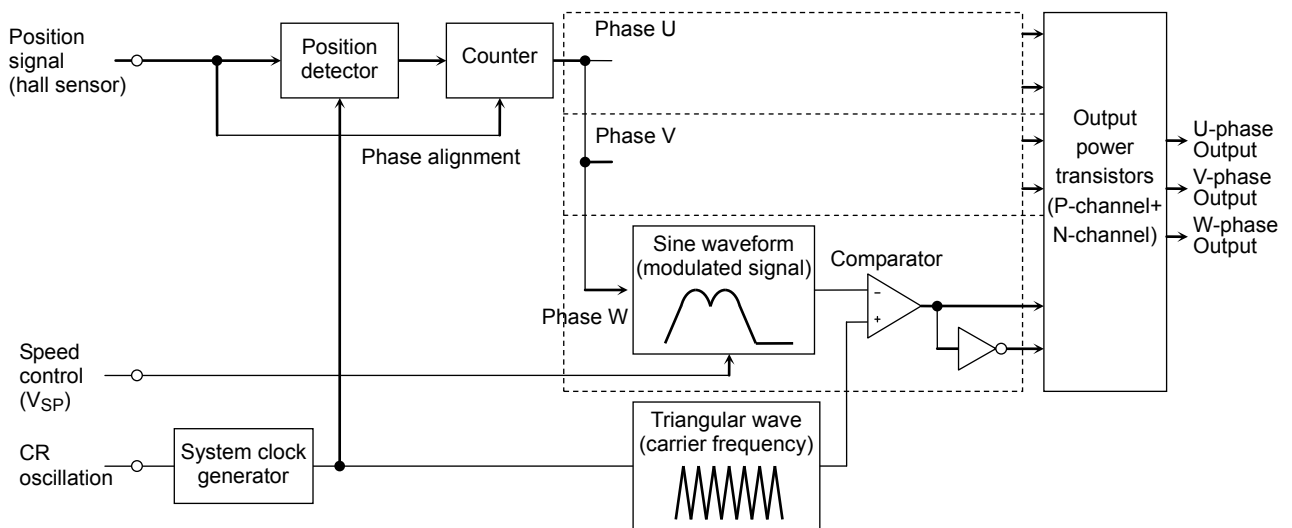 Position
signal
(hall sensor)
Position
detector
Counter
Phase alignment
Phase U
Phase V
Phase W
Sine waveform
(modulated signal)
Comparator
−
+
Output
power
transistors
(P-channel+
N-channel)
U-phase
Output
V-phase
Output
W-phase
Output
Speed
control
(VSP)
CR
oscillation
System clock
generator
Triangular wave
(carrier frequency)